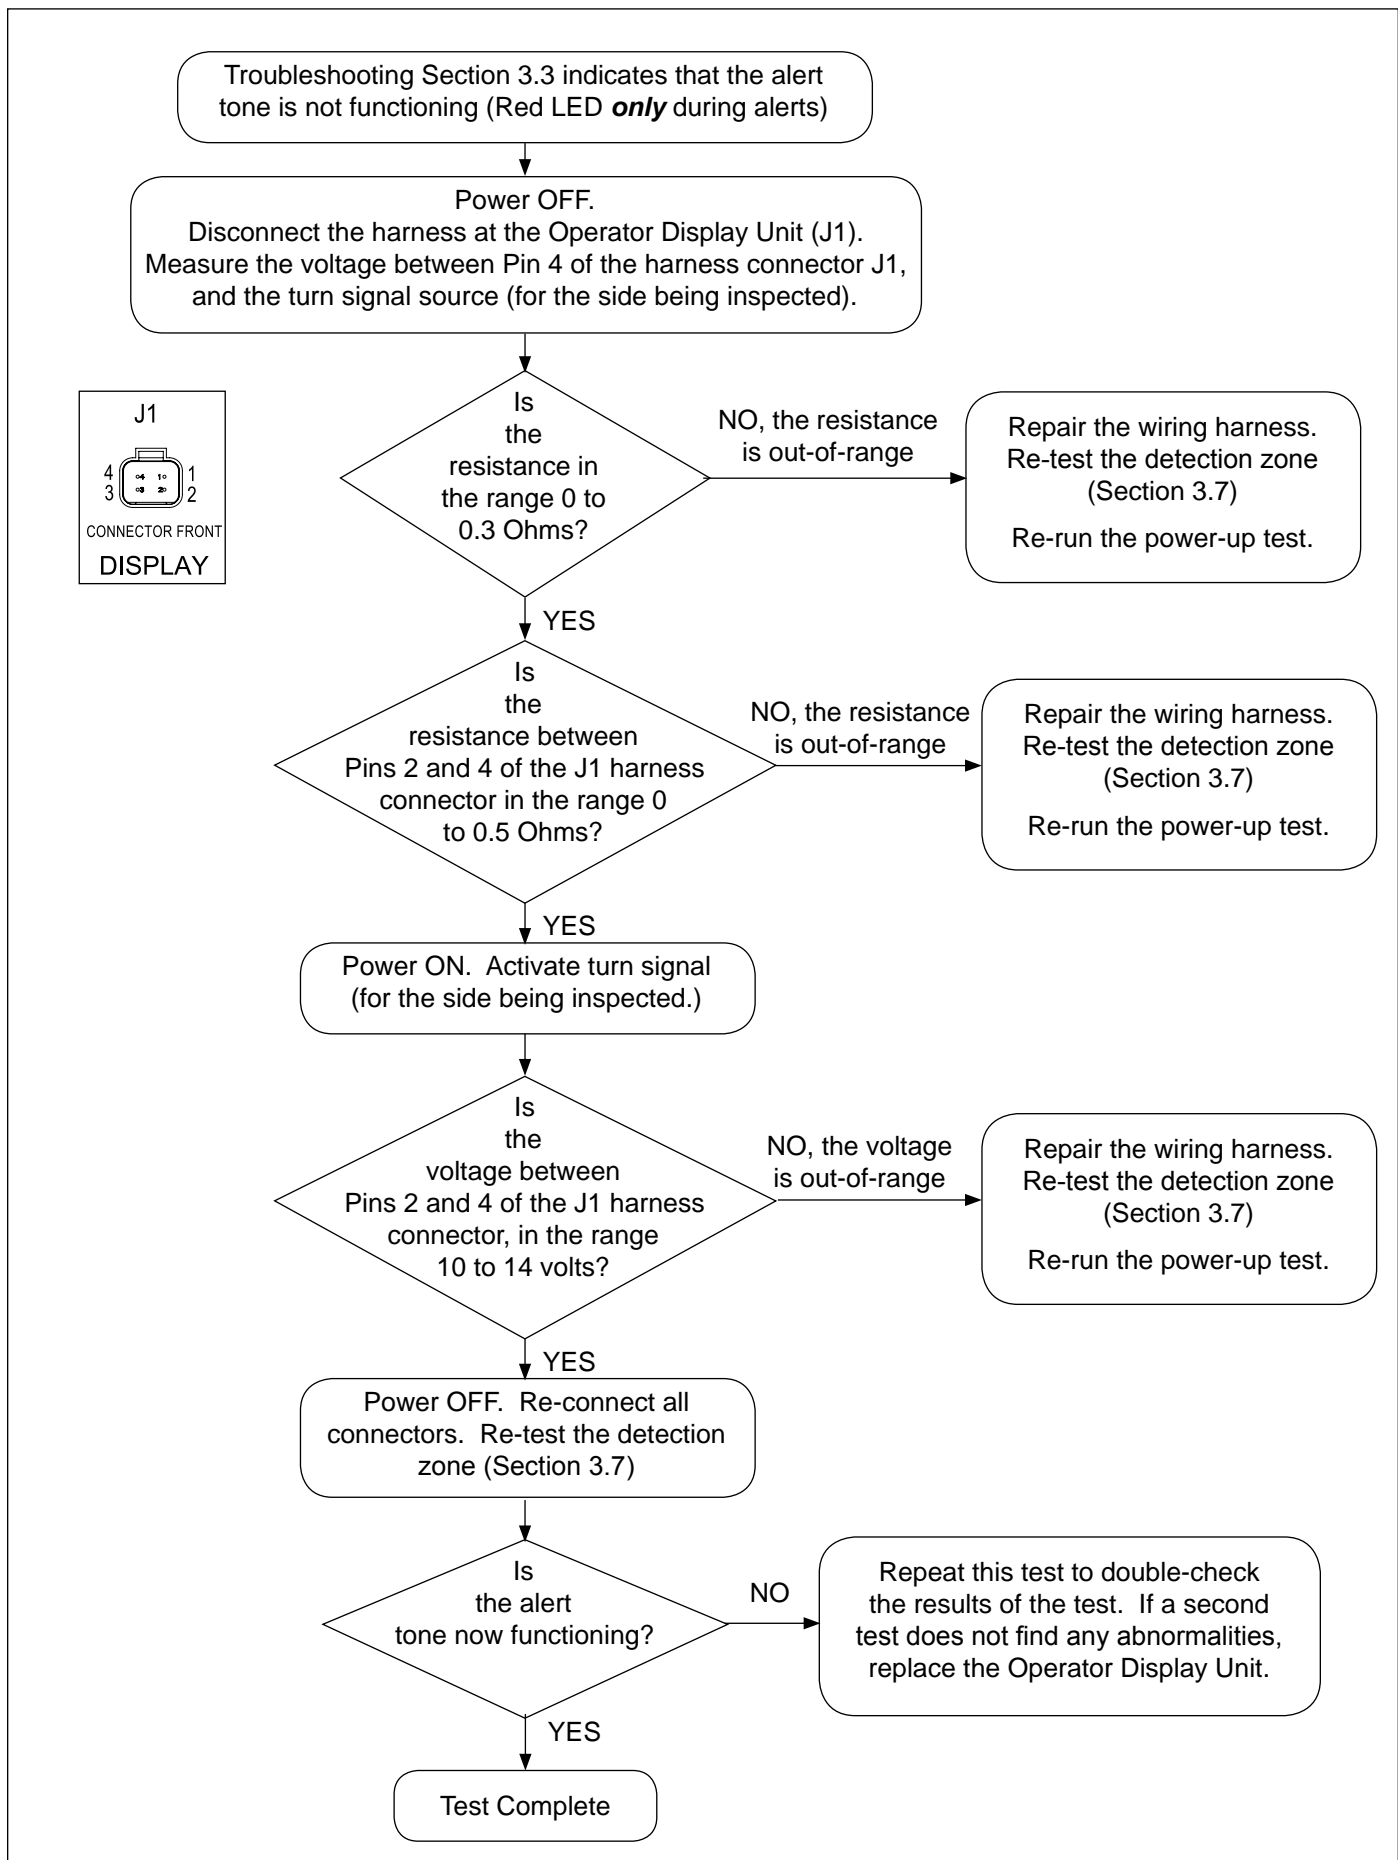 Troubleshooting Section 3.3 indicates that the alert
tone is not functioning (Red LED only during alerts)
Power OFF.
Disconnect the harness at the Operator Display Unit (J1).
Measure the voltage between Pin 4 of the harness connector J1,
and the turn signal source (for the side being inspected).
J1
4
3
4 1
3 2
1
2
CONNECTOR FRONT
DISPLAY
Is
the
resistance in
the range 0 to
0.3 Ohms?
NO, the resistance
is out-of-range
Repair the wiring harness.
Re-test the detection zone
(Section 3.7)
Re-run the power-up test.
YES
Is
the
resistance between
Pins 2 and 4 of the J1 harness
connector in the range 0
to 0.5 Ohms?
NO, the resistance
is out-of-range
Repair the wiring harness.
Re-test the detection zone
(Section 3.7)
Re-run the power-up test.
YES
Power ON. Activate turn signal
(for the side being inspected.)
Is
the
voltage between
Pins 2 and 4 of the J1 harness
connector, in the range
10 to 14 volts?
NO, the voltage
is out-of-range
Repair the wiring harness.
Re-test the detection zone
(Section 3.7)
Re-run the power-up test.
YES
Power OFF. Re-connect all
connectors. Re-test the detection
zone (Section 3.7)
Is
the alert
tone now functioning?
NO
Repeat this test to double-check
the results of the test. If a second
test does not find any abnormalities,
replace the Operator Display Unit.
YES
Test Complete